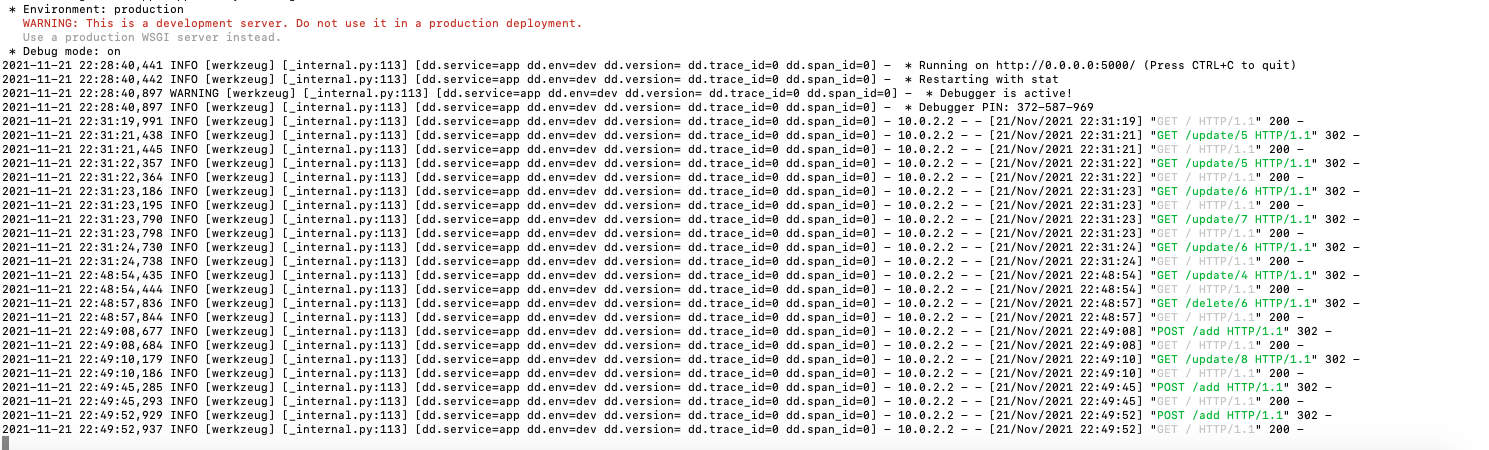 * Environment: production
WARNING: This is a development server. Do not use it in a production deployment.
Use a production WSGI server instead.
* Debug mode: on
2021-11-21 22:28:40,441 INFO [werkzeug] [_internal.py:113] [dd.service=app dd.env=dev dd.version= dd.trace_id=0 dd.span_id=0] -  * Running on http://0.0.0.0:5000/ (Press CTRL+C to quit)
2021-11-21 22:28:40,442 INFO [werkzeug] [_internal.py:113] [dd.service=app dd.env=dev dd.version= dd.trace_id=0 dd.span_id=0] -  * Restarting with stat
2021-11-21 22:28:40,897 WARNING [werkzeug] [_internal.py:113] [dd.service=app dd.env=dev dd.version= dd.trace_id=0 dd.span_id=0] -  * Debugger is active!
2021-11-21 22:28:40,897 INFO [werkzeug] [_internal.py:113] [dd.service=app dd.env=dev dd.version= dd.trace_id=0 dd.span_id=0] -  * Debugger PIN: 372-587-969
2021-11-21 22:31:19,991 INFO [werkzeug] [_internal.py:113] [dd.service=app dd.env=dev dd.version= dd.trace_id=0 dd.span_id=0] - 10.0.2.2 - - [21/Nov/2021 22:31:19] "GET / HTTP/1.1" 200 -
2021-11-21 22:31:21,438 INFO [werkzeug] [_internal.py:113] [dd.service=app dd.env=dev dd.version= dd.trace_id=0 dd.span_id=0] - 10.0.2.2 - - [21/Nov/2021 22:31:21] "GET /update/5 HTTP/1.1" 302 -
2021-11-21 22:31:21,445 INFO [werkzeug] [_internal.py:113] [dd.service=app dd.env=dev dd.version= dd.trace_id=0 dd.span_id=0] - 10.0.2.2 - - [21/Nov/2021 22:31:21] "GET / HTTP/1.1" 200 -
2021-11-21 22:31:22,357 INFO [werkzeug] [_internal.py:113] [dd.service=app dd.env=dev dd.version= dd.trace_id=0 dd.span_id=0] - 10.0.2.2 - - [21/Nov/2021 22:31:22] "GET /update/5 HTTP/1.1" 302 -
2021-11-21 22:31:22,364 INFO [werkzeug] [_internal.py:113] [dd.service=app dd.env=dev dd.version= dd.trace_id=0 dd.span_id=0] - 10.0.2.2 - - [21/Nov/2021 22:31:22] "GET / HTTP/1.1" 200 -
2021-11-21 22:31:23,186 INFO [werkzeug] [_internal.py:113] [dd.service=app dd.env=dev dd.version= dd.trace_id=0 dd.span_id=0] - 10.0.2.2 - - [21/Nov/2021 22:31:23] "GET /update/6 HTTP/1.1" 302 -
2021-11-21 22:31:23,195 INFO [werkzeug] [_internal.py:113] [dd.service=app dd.env=dev dd.version= dd.trace_id=0 dd.span_id=0] - 10.0.2.2 - - [21/Nov/2021 22:31:23] "GET / HTTP/1.1" 200 -
2021-11-21 22:31:23,790 INFO [werkzeug] [_internal.py:113] [dd.service=app dd.env=dev dd.version= dd.trace_id=0 dd.span_id=0] - 10.0.2.2 - - [21/Nov/2021 22:31:23] "GET /update/7 HTTP/1.1" 302 -
2021-11-21 22:31:23,798 INFO [werkzeug] [_internal.py:113] [dd.service=app dd.env=dev dd.version= dd.trace_id=0 dd.span_id=0] - 10.0.2.2 - - [21/Nov/2021 22:31:23] "GET / HTTP/1.1" 200 -
2021-11-21 22:31:24,730 INFO [werkzeug] [_internal.py:113] [dd.service=app dd.env=dev dd.version= dd.trace_id=0 dd.span_id=0] - 10.0.2.2 - - [21/Nov/2021 22:31:24] "GET /update/6 HTTP/1.1" 302 -
2021-11-21 22:31:24,738 INFO [werkzeug] [_internal.py:113] [dd.service=app dd.env=dev dd.version= dd.trace_id=0 dd.span_id=0] - 10.0.2.2 - - [21/Nov/2021 22:31:24] "GET / HTTP/1.1" 200 -
2021-11-21 22:48:54,435 INFO [werkzeug] [_internal.py:113] [dd.service=app dd.env=dev dd.version= dd.trace_id=0 dd.span_id=0] - 10.0.2.2 - - [21/Nov/2021 22:48:54] "GET /update/4 HTTP/1.1" 302 -
2021-11-21 22:48:54,444 INFO [werkzeug] [_internal.py:113] [dd.service=app dd.env=dev dd.version= dd.trace_id=0 dd.span_id=0] - 10.0.2.2 - - [21/Nov/2021 22:48:54] "GET / HTTP/1.1" 200 -
2021-11-21 22:48:57,836 INFO [werkzeug] [_internal.py:113] [dd.service=app dd.env=dev dd.version= dd.trace_id=0 dd.span_id=0] - 10.0.2.2 - - [21/Nov/2021 22:48:57] "GET /delete/6 HTTP/1.1" 302 -
2021-11-21 22:48:57,844 INFO [werkzeug] [_internal.py:113] [dd.service=app dd.env=dev dd.version= dd.trace_id=0 dd.span_id=0] - 10.0.2.2 - - [21/Nov/2021 22:48:57] "GET / HTTP/1.1" 200 -
2021-11-21 22:49:08,677 INFO [werkzeug] [_internal.py:113] [dd.service=app dd.env=dev dd.version= dd.trace_id=0 dd.span_id=0] - 10.0.2.2 - - [21/Nov/2021 22:49:08] "POST /add HTTP/1.1" 302 -
2021-11-21 22:49:08,684 INFO [werkzeug] [_internal.py:113] [dd.service=app dd.env=dev dd.version= dd.trace_id=0 dd.span_id=0] - 10.0.2.2 - - [21/Nov/2021 22:49:08] "GET / HTTP/1.1" 200 -
2021-11-21 22:49:10,179 INFO [werkzeug] [_internal.py:113] [dd.service=app dd.env=dev dd.version= dd.trace_id=0 dd.span_id=0] - 10.0.2.2 - - [21/Nov/2021 22:49:10] "GET /update/8 HTTP/1.1" 302 -
2021-11-21 22:49:10,186 INFO [werkzeug] [_internal.py:113] [dd.service=app dd.env=dev dd.version= dd.trace_id=0 dd.span_id=0] - 10.0.2.2 - - [21/Nov/2021 22:49:10] "GET / HTTP/1.1" 200 -
2021-11-21 22:49:45,285 INFO [werkzeug] [_internal.py:113] [dd.service=app dd.env=dev dd.version= dd.trace_id=0 dd.span_id=0] - 10.0.2.2 - - [21/Nov/2021 22:49:45] "POST /add HTTP/1.1" 302 -
2021-11-21 22:49:45,293 INFO [werkzeug] [_internal.py:113] [dd.service=app dd.env=dev dd.version= dd.trace_id=0 dd.span_id=0] - 10.0.2.2 - - [21/Nov/2021 22:49:45] "GET / HTTP/1.1" 200 -
2021-11-21 22:49:52,929 INFO [werkzeug] [_internal.py:113] [dd.service=app dd.env=dev dd.version= dd.trace_id=0 dd.span_id=0] - 10.0.2.2 - - [21/Nov/2021 22:49:52] "POST /add HTTP/1.1" 302 -
2021-11-21 22:49:52,937 INFO [werkzeug] [_internal.py:113] [dd.service=app dd.env=dev dd.version= dd.trace_id=0 dd.span_id=0] - 10.0.2.2 - - [21/Nov/2021 22:49:52] "GET / HTTP/1.1" 200 -